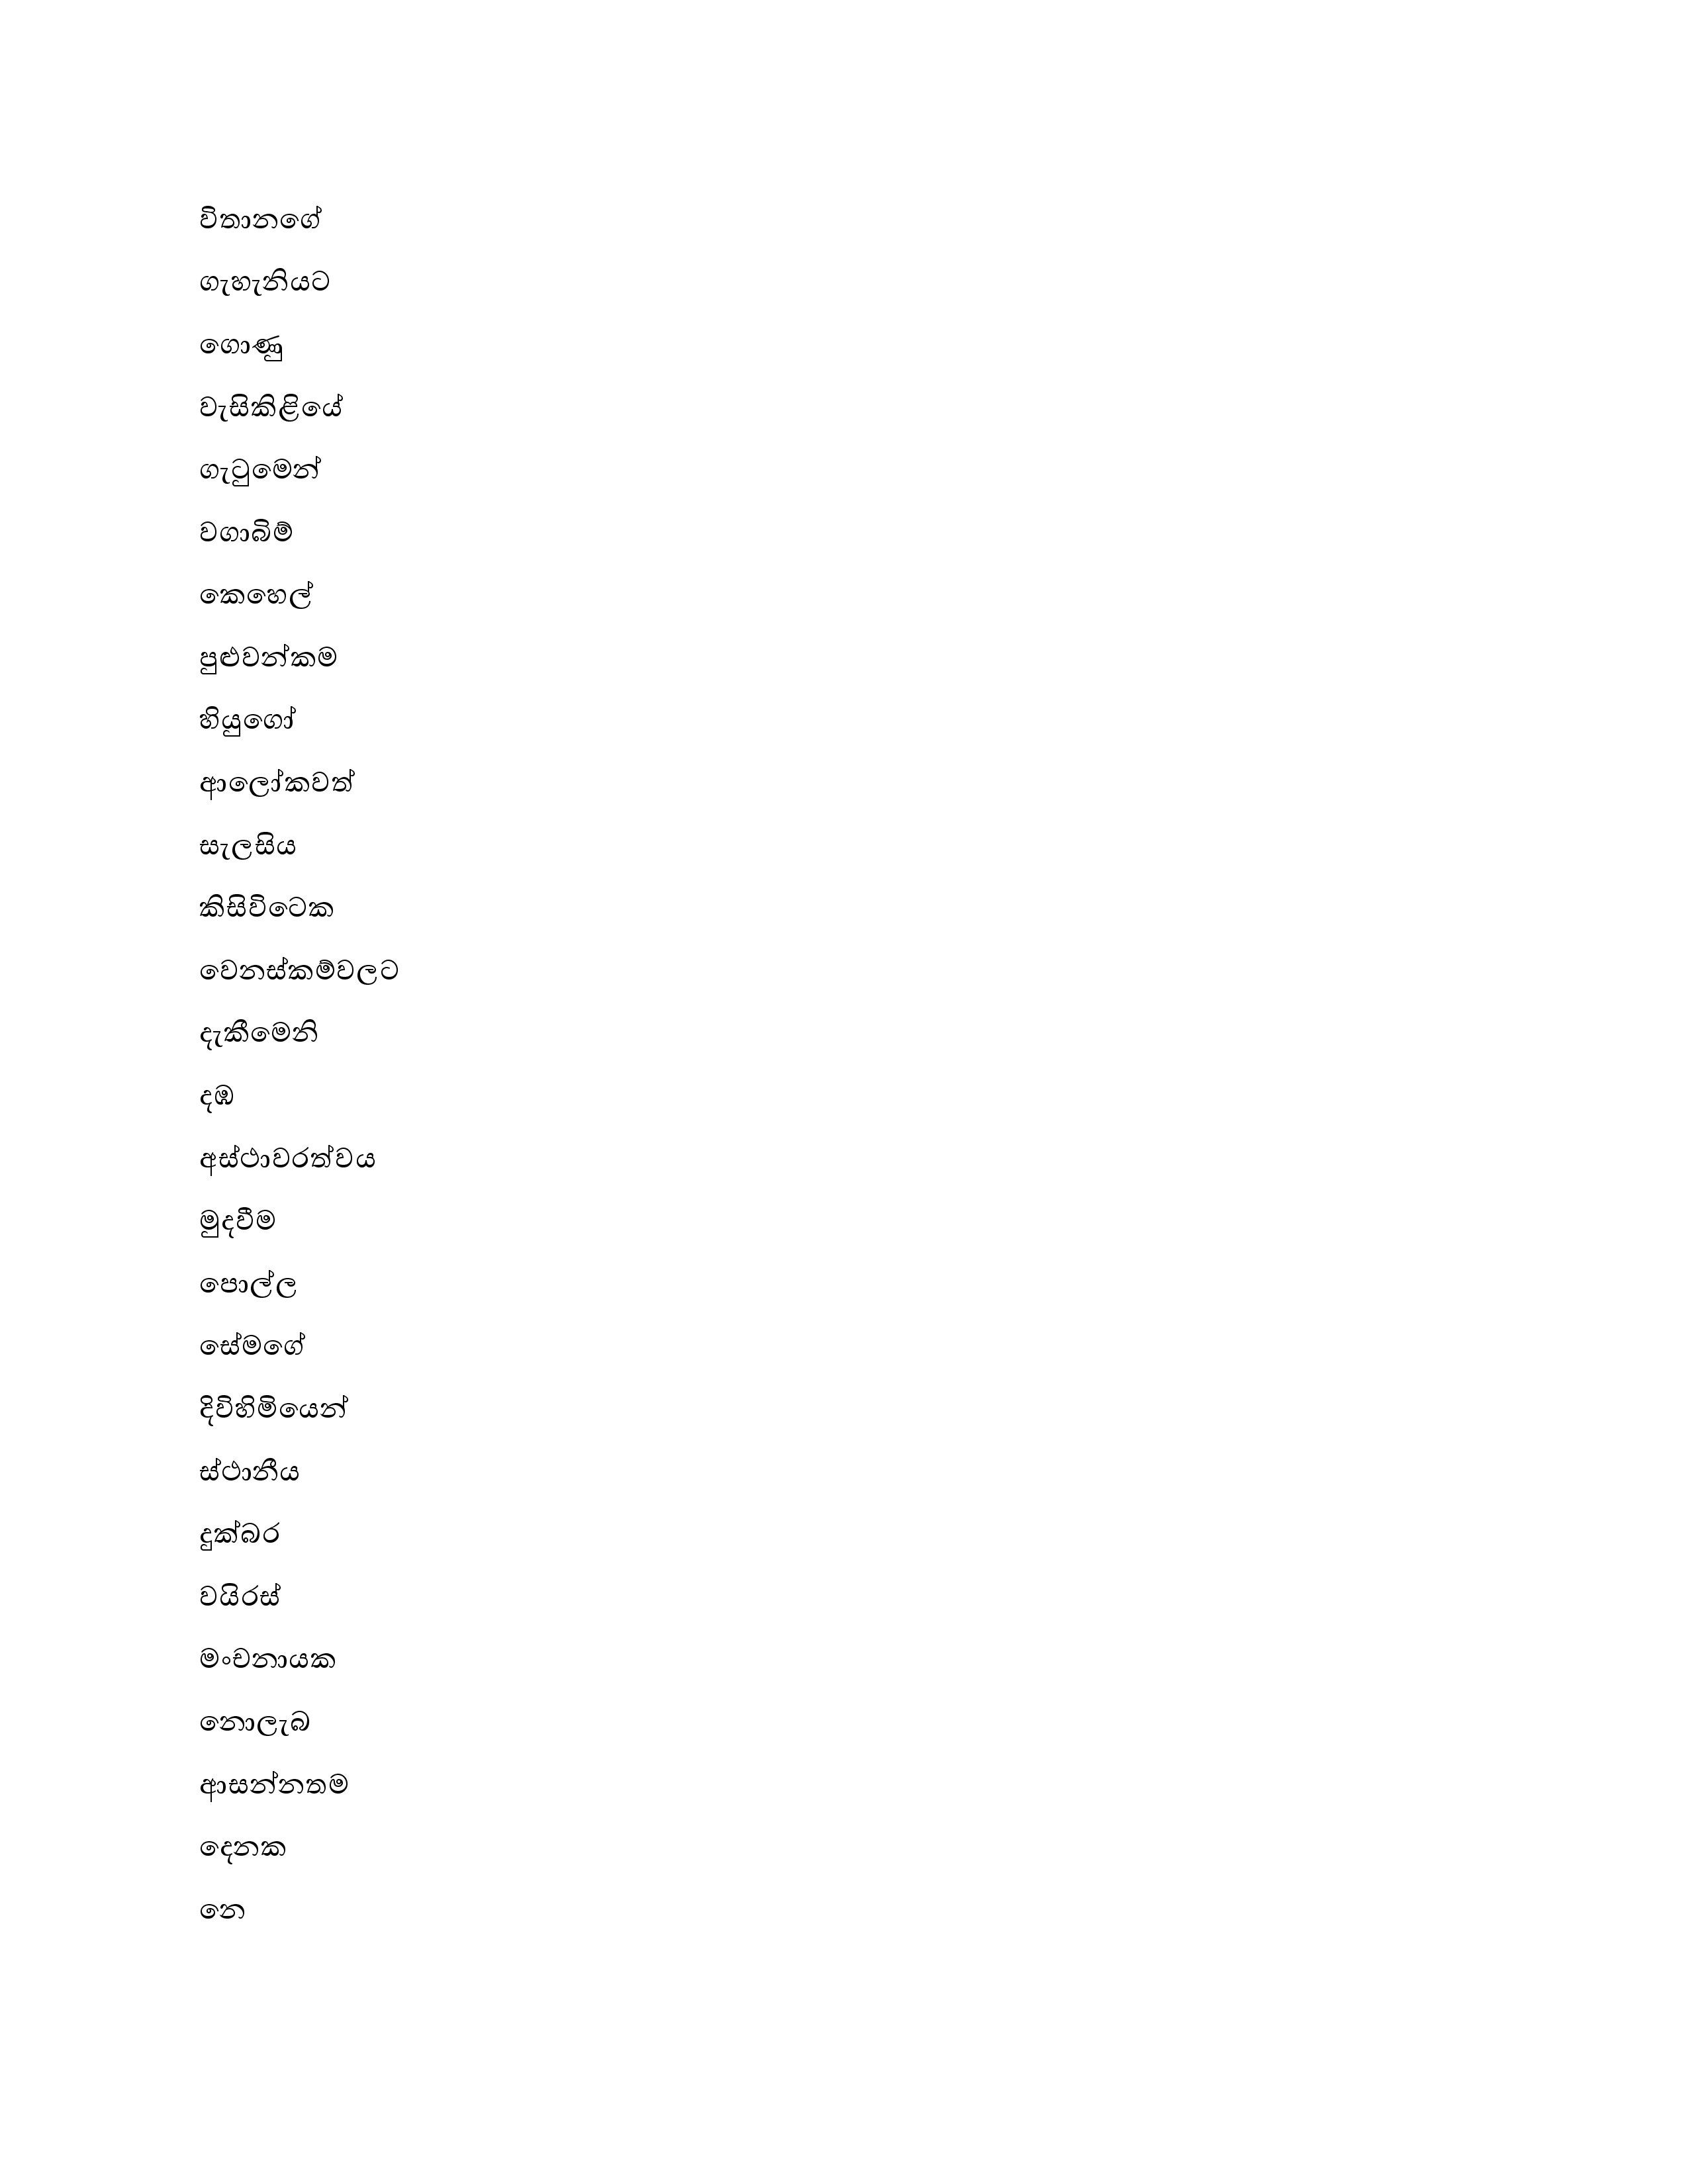 විතානගේ
ගැහැනියට
ගොණු
වැසිකිළියේ
ගැටුමෙන්
වගාබිම්
කෙහෙල්
පුළුවන්කම
හියුගෝ
ආලෝකවත්
සැලසිය
කිසිවිටෙක
වෙනස්කම්වලට
දැකීමෙනි
දඹ
අස්ථාවරත්වය
මුදවීම
පොල්ල
සේමගේ
දිවිහිමියෙන්
ස්ථානීය
දුක්බර
වයිරස්
මංචනායක
නොලැබ
ආසන්නතම
දෙනක
නෙ